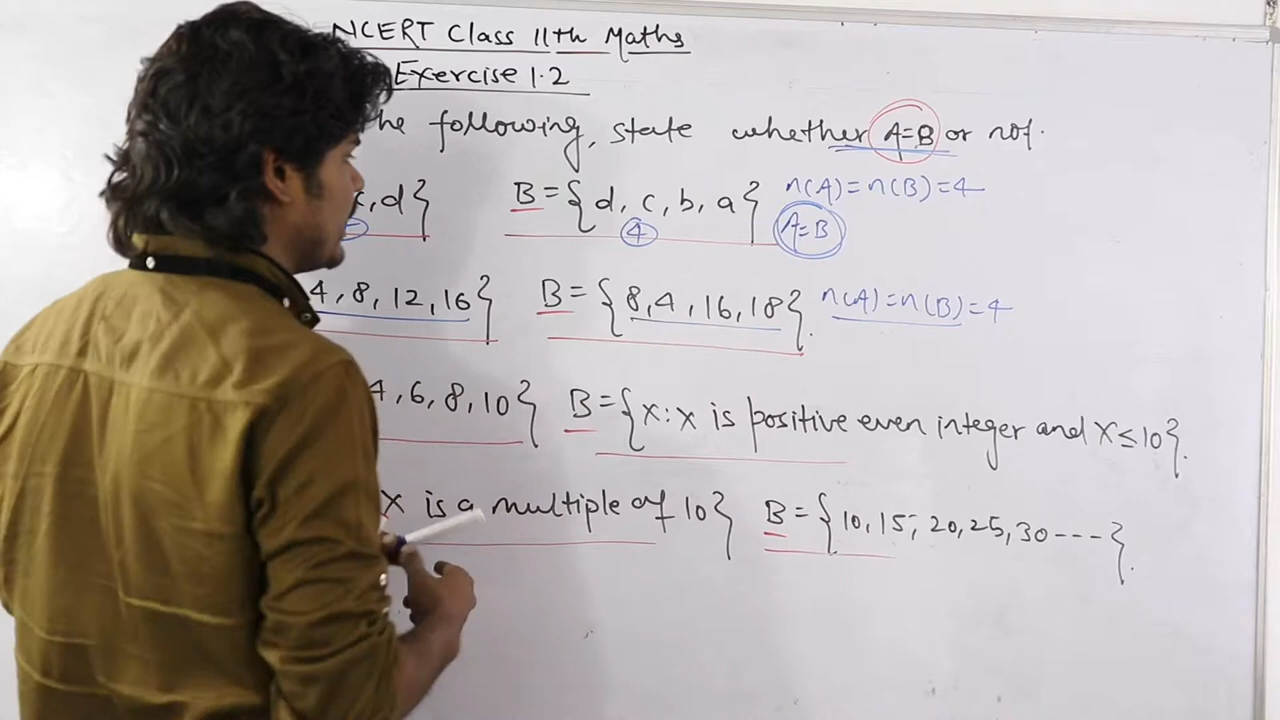 NCERT Class 11th Maths
Exercise 1.2
following, state whether A=B or not.
,d} B={d, c, b, a} n(A)=n(B)=4
4 A=B
4, 8, 12, 16} B={8, 4, 16, 18}. n(A)=n(B)=4
4, 6, 8, 10} B={x:x is positive even integer and x≤10}.
x is a multiple of 10} B={10, 15, 20, 25, 30 ---}.